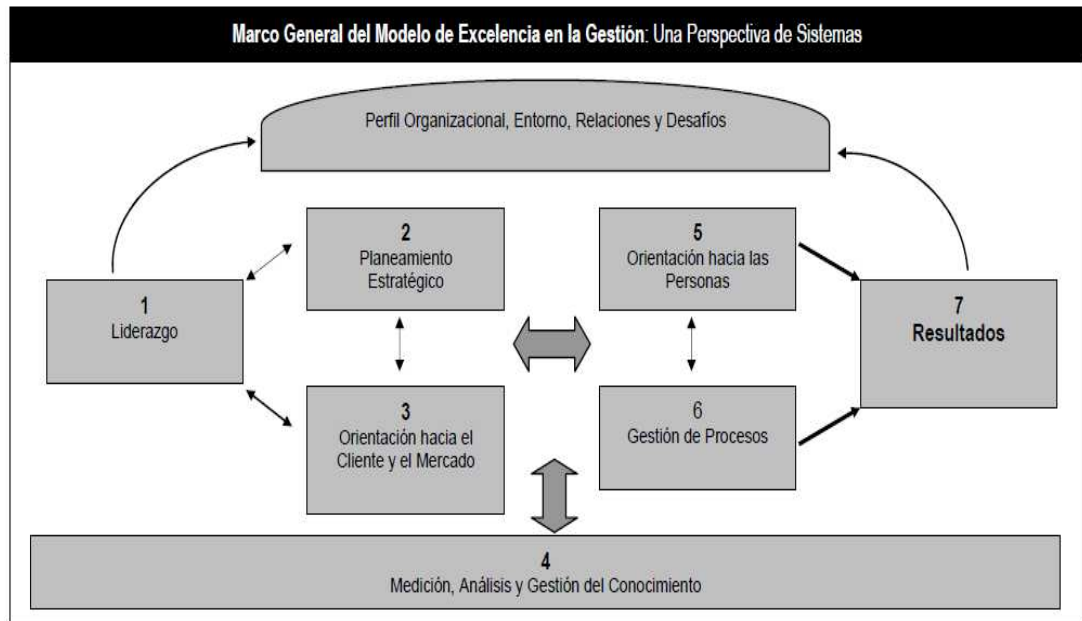 Marco General del Modelo de Excelencia en la Gestión: Una Perspectiva de Sistemas
Perfil Organizacional, Entorno, Relaciones y Desafíos
1
Liderazgo
2
Planeamiento
Estratégico
3
Orientación hacia el
Cliente y el Mercado
5
Orientación hacia las
Personas
6
Gestión de Procesos
7
Resultados
4
Medición, Análisis y Gestión del Conocimiento